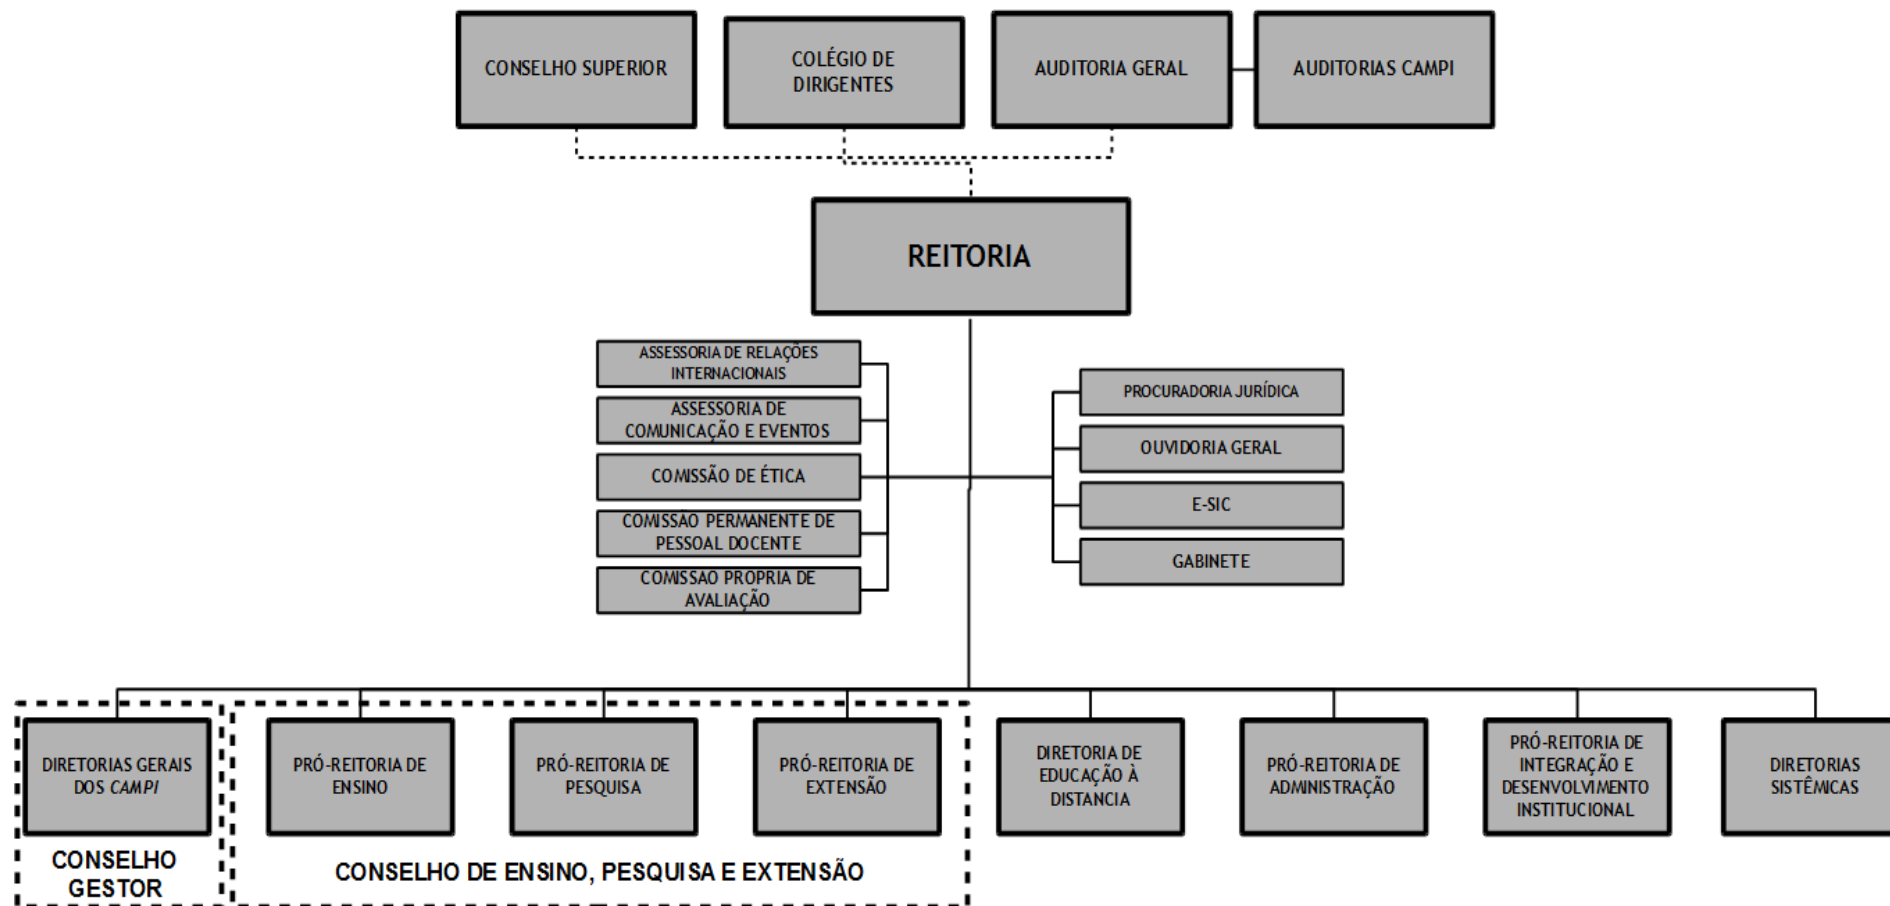 CONSELHO SUPERIOR
COLÉGIO DE
DIRIGENTES
AUDITORIA GERAL
AUDITORIAS CAMPI
REITORIA
ASSESSORIA DE RELAÇÕES
INTERNACIONAIS
ASSESSORIA DE
COMUNICAÇÃO E EVENTOS
COMISSÃO DE ÉTICA
COMISSÃO PERMANENTE DE
PESSOAL DOCENTE
COMISSAO PROPRIA DE
AVALIAÇÃO
PROCURADORIA JURÍDICA
OUVIDORIA GERAL
E-SIC
GABINETE
DIRETORIAS GERAIS
DOS CAMPI
PRÓ-REITORIA DE
ENSINO
PRÓ-REITORIA DE
PESQUISA
PRÓ-REITORIA DE
EXTENSÃO
DIRETORIA DE
EDUCAÇÃO À
DISTANCIA
PRÓ-REITORIA DE
ADMINISTRAÇÃO
PRÓ-REITORIA DE
INTEGRAÇÃO E
DESENVOLVIMENTO
INSTITUCIONAL
DIRETORIAS
SISTÊMICAS
CONSELHO
GESTOR
CONSELHO DE ENSINO, PESQUISA E EXTENSÃO